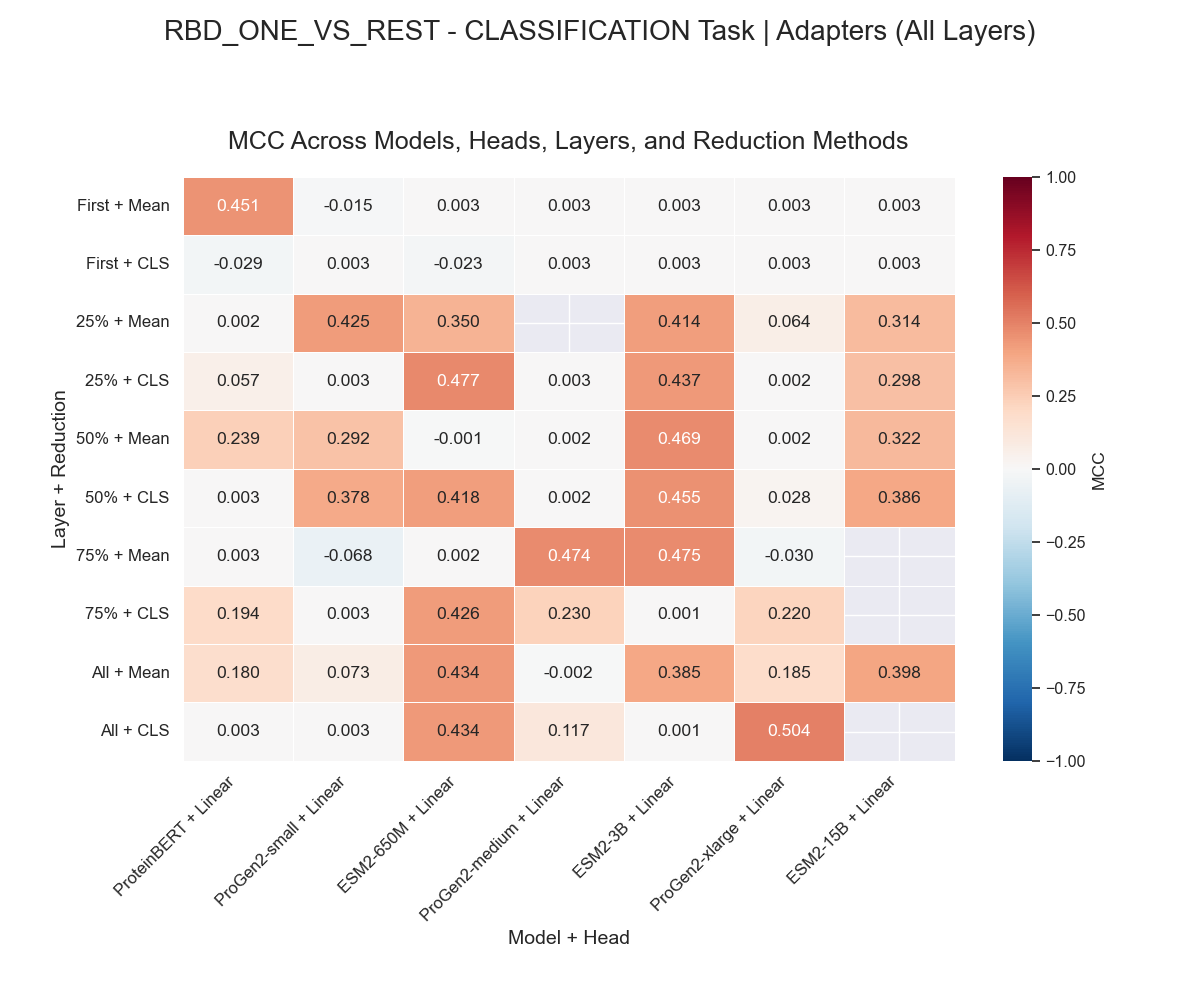 RBD_ONE_VS_REST - CLASSIFICATION Task | Adapters (All Layers)
MCC Across Models, Heads, Layers, and Reduction Methods
Layer + Reduction
First + Mean 0.451 -0.015 0.003 0.003 0.003 0.003 0.003
First + CLS -0.029 0.003 -0.023 0.003 0.003 0.003 0.003
25% + Mean 0.002 0.425 0.350 0.414 0.064 0.314
25% + CLS 0.057 0.003 0.477 0.003 0.437 0.002 0.298
50% + Mean 0.239 0.292 -0.001 0.002 0.469 0.002 0.322
50% + CLS 0.003 0.378 0.418 0.002 0.455 0.028 0.386
75% + Mean 0.003 -0.068 0.002 0.474 0.475 -0.030
75% + CLS 0.194 0.003 0.426 0.230 0.001 0.220
All + Mean 0.180 0.073 0.434 -0.002 0.385 0.185 0.398
All + CLS 0.003 0.003 0.434 0.117 0.001 0.504
ProteinBERT + Linear
ProGen2-small + Linear
ESM2-650M + Linear
ProGen2-medium + Linear
ESM2-3B + Linear
ProGen2-xlarge + Linear
ESM2-15B + Linear
Model + Head
1.00
0.75
0.50
0.25
0.00
−0.25
−0.50
−0.75
−1.00
MCC